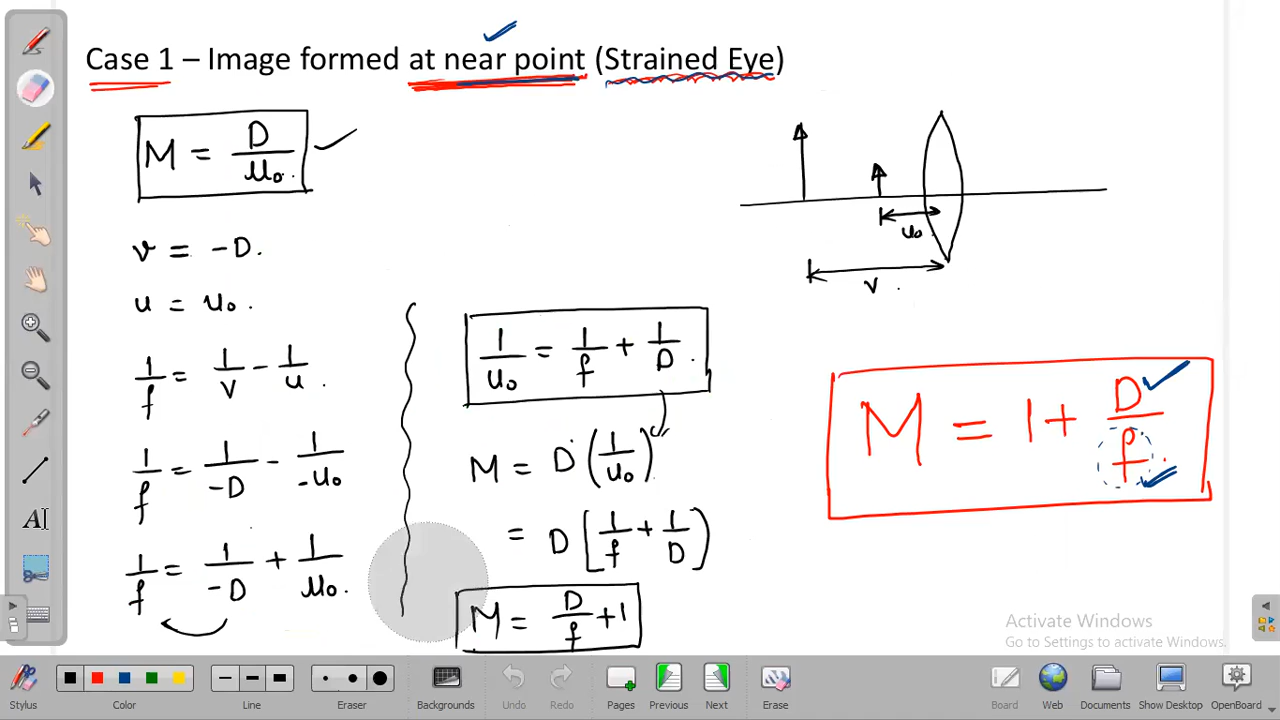 Case 1 – Image formed at near point (Strained Eye)
M = D/u₀
v = -D.
u = u₀.
1/f = 1/v - 1/u.
1/f = 1/-D - 1/-u₀
1/f = 1/-D + 1/u₀.
1/u₀ = 1/f + 1/D.
M = D (1/u₀)
= D [1/f + 1/D]
M = D/f + 1
u₀
v
M = 1 + D/f
Activate Windows
Go to Settings to activate Windows.
Stylus
Color
Line
Eraser
Backgrounds
Undo
Redo
Pages
Previous
Next
Erase
Board
Web
Documents
Show Desktop
OpenBoard
A